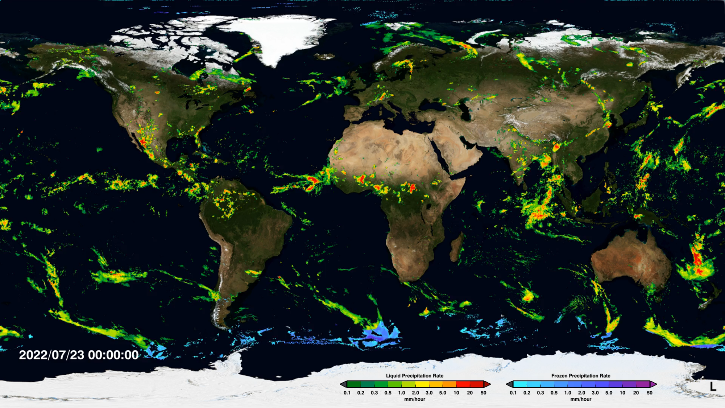 2022/07/23 00:00:00
Liquid Precipitation Rate
0.1 0.2 0.3 0.5 1.0 2.0 3.0 5.0 10 20 50
mm/hour
Frozen Precipitation Rate
0.1 0.2 0.3 0.5 1.0 2.0 3.0 5.0 10 20 50
mm/hour
L